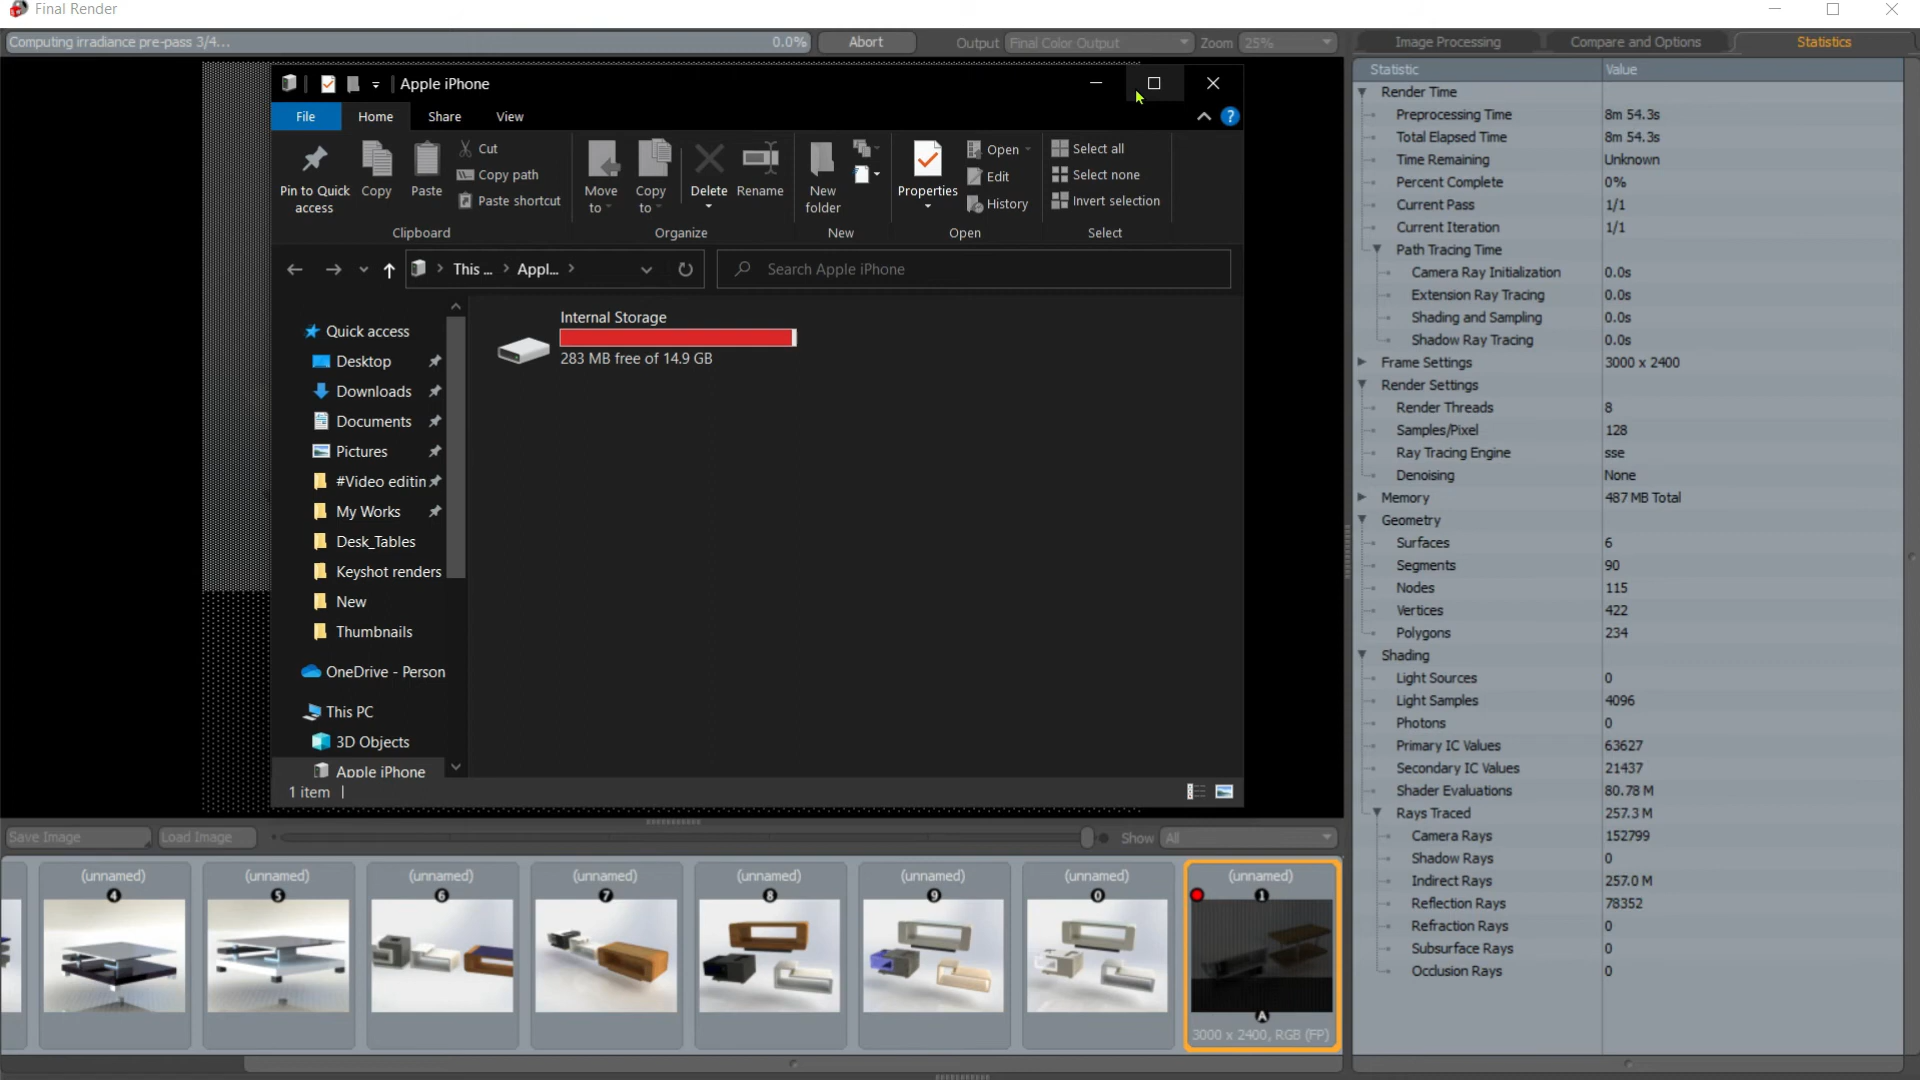 Final Render
Computing irradiance pre-pass 3/4...
0.0%
Abort
Output
Final Color Output
Zoom
25%
Image Processing
Compare and Options
Statistics
Apple iPhone
File
Home
Share
View
?
Pin to Quick
access
Copy
Paste
Cut
Copy path
Paste shortcut
Clipboard
Move
to
Copy
to
Delete
Rename
Organize
New
folder
New
Properties
Open
Edit
History
Open
Select all
Select none
Invert selection
Select
This ...
Appl...
Search Apple iPhone
Quick access
Desktop
Downloads
Documents
Pictures
#Video editin
My Works
Desk_Tables
Keyshot renders
New
Thumbnails
OneDrive - Person
This PC
3D Objects
Apple iPhone
Internal Storage
283 MB free of 14.9 GB
1 item
Statistic Value
Render Time
Preprocessing Time 8m 54.3s
Total Elapsed Time 8m 54.3s
Time Remaining Unknown
Percent Complete 0%
Current Pass 1/1
Current Iteration 1/1
Path Tracing Time
Camera Ray Initialization 0.0s
Extension Ray Tracing 0.0s
Shading and Sampling 0.0s
Shadow Ray Tracing 0.0s
Frame Settings 3000 x 2400
Render Settings
Render Threads 8
Samples/Pixel 128
Ray Tracing Engine sse
Denoising None
Memory 487 MB Total
Geometry
Surfaces 6
Segments 90
Nodes 115
Vertices 422
Polygons 234
Shading
Light Sources 0
Light Samples 4096
Photons 0
Primary IC Values 63627
Secondary IC Values 21437
Shader Evaluations 80.78 M
Rays Traced 257.3 M
Camera Rays 152799
Shadow Rays 0
Indirect Rays 257.0 M
Reflection Rays 78352
Refraction Rays 0
Subsurface Rays 0
Occlusion Rays 0
Save Image
Load Image
Show
All
(unnamed)
4
(unnamed)
5
(unnamed)
6
(unnamed)
7
(unnamed)
8
(unnamed)
9
(unnamed)
0
(unnamed)
1
A
3000 x 2400, RGB (FP)